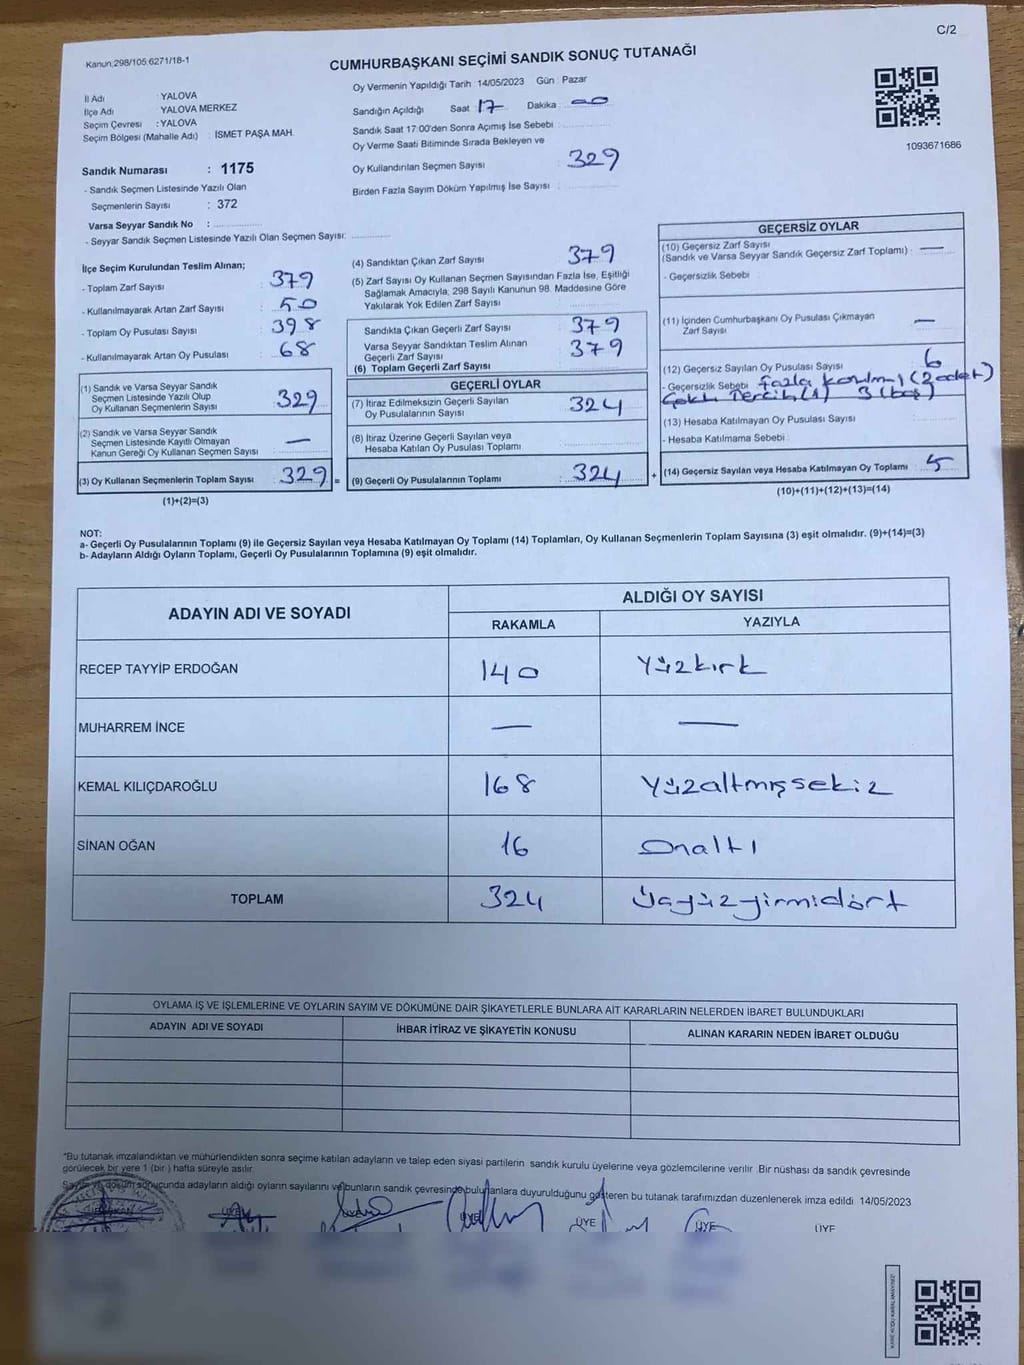 C/2
Kanun:298/105:6271/18-1
CUMHURBAŞKANI SEÇİMİ SANDIK SONUÇ TUTANAĞI
İl Adı : YALOVA
İlçe Adı : YALOVA MERKEZ
Seçim Çevresi : YALOVA
Seçim Bölgesi (Mahalle Adı) : İSMET PAŞA MAH.
Sandık Numarası : 1175
- Sandık Seçmen Listesinde Yazılı Olan
Seçmenlerin Sayısı : 372
Varsa Seyyar Sandık No :
- Seyyar Sandık Seçmen Listesinde Yazılı Olan Seçmen Sayısı:
Oy Vermenin Yapıldığı Tarih : 14/05/2023 Gün : Pazar
Sandığın Açıldığı Saat 17 Dakika 00
Sandık Saat 17:00'den Sonra Açımış İse Sebebi :
Oy Verme Saati Bitiminde Sırada Bekleyen ve
Oy Kullandırılan Seçmen Sayısı 329
Birden Fazla Sayım Döküm Yapılmış İse Sayısı :
1093671686
İlçe Seçim Kurulundan Teslim Alınan;
- Toplam Zarf Sayısı : 379
- Kullanılmayarak Artan Zarf Sayısı : 50
- Toplam Oy Pusulası Sayısı : 398
- Kullanılmayarak Artan Oy Pusulası : 68
(1) Sandık ve Varsa Seyyar Sandık
Seçmen Listesinde Yazılı Olup
Oy Kullanan Seçmenlerin Sayısı : 329
(2) Sandık ve Varsa Seyyar Sandık
Seçmen Listesinde Kayıtlı Olmayan
Kanun Gereği Oy Kullanan Seçmen Sayısı : —
(3) Oy Kullanan Seçmenlerin Toplam Sayısı : 329 =
(1)+(2)=(3)
(4) Sandıktan Çıkan Zarf Sayısı : 379
(5) Zarf Sayısı Oy Kullanan Seçmen Sayısından Fazla İse, Eşitliği
Sağlamak Amacıyla, 298 Sayılı Kanunun 98. Maddesine Göre
Yakılarak Yok Edilen Zarf Sayısı
Sandıkta Çıkan Geçerli Zarf Sayısı : 379
Varsa Seyyar Sandıktan Teslim Alınan
Geçerli Zarf Sayısı : 379
(6) Toplam Geçerli Zarf Sayısı :
GEÇERLİ OYLAR
(7) İtiraz Edilmeksizin Geçerli Sayılan
Oy Pusulalarının Sayısı : 324
(8) İtiraz Üzerine Geçerli Sayılan veya
Hesaba Katılan Oy Pusulası Toplamı :
(9) Geçerli Oy Pusulalarının Toplamı : 324 +
GEÇERSİZ OYLAR
(10) Geçersiz Zarf Sayısı
(Sandık ve Varsa Seyyar Sandık Geçersiz Zarf Toplamı) : —
- Geçersizlik Sebebi :
(11) İçinden Cumhurbaşkanı Oy Pusulası Çıkmayan
Zarf Sayısı : —
(12) Geçersiz Sayılan Oy Pusulası Sayısı : 6
- Geçersizlik Sebebi : fazla (2 adet)
Tercih (1) 3 (boş)
(13) Hesaba Katılmayan Oy Pusulası Sayısı :
- Hesaba Katılmama Sebebi :
(14) Geçersiz Sayılan veya Hesaba Katılmayan Oy Toplamı : 5
(10)+(11)+(12)+(13)=(14)
NOT:
a- Geçerli Oy Pusulalarının Toplamı (9) ile Geçersiz Sayılan veya Hesaba Katılmayan Oy Toplamı (14) Toplamları, Oy Kullanan Seçmenlerin Toplam Sayısına (3) eşit olmalıdır. (9)+(14)=(3)
b- Adayların Aldığı Oyların Toplamı, Geçerli Oy Pusulalarının Toplamına (9) eşit olmalıdır.
ADAYIN ADI VE SOYADI ALDIĞI OY SAYISI
RAKAMLA YAZIYLA
RECEP TAYYİP ERDOĞAN 140 Yüzkırk
MUHARREM İNCE — —
KEMAL KILIÇDAROĞLU 168 Yüzaltmışsekiz
SİNAN OĞAN 16 Onaltı
TOPLAM 324 Üçyüzyirmidört
OYLAMA İŞ VE İŞLEMLERİNE VE OYLARIN SAYIM VE DÖKÜMÜNE DAİR ŞİKAYETLERLE BUNLARA AİT KARARLARIN NELERDEN İBARET BULUNDUKLARI
ADAYIN ADI VE SOYADI İHBAR İTİRAZ VE ŞİKAYETİN KONUSU ALINAN KARARIN NEDEN İBARET OLDUĞU
"Bu tutanak imzalandıktan ve mühürlendikten sonra seçime katılan adayların ve talep eden siyasi partilerin sandık kurulu üyelerine veya gözlemcilerine verilir. Bir nüshası da sandık çevresinde
görülecek bir yere 1 (bir ) hafta süreyle asılır.
Sayım ve döküm sonucunda adayların aldığı oyların sayılarını ve bunların sandık çevresinde bulunanlara duyurulduğunu gösteren bu tutanak tarafımızdan düzenlenerek imza edildi. 14/05/2023
ÜYE ÜYE ÜYE ÜYE ÜYE